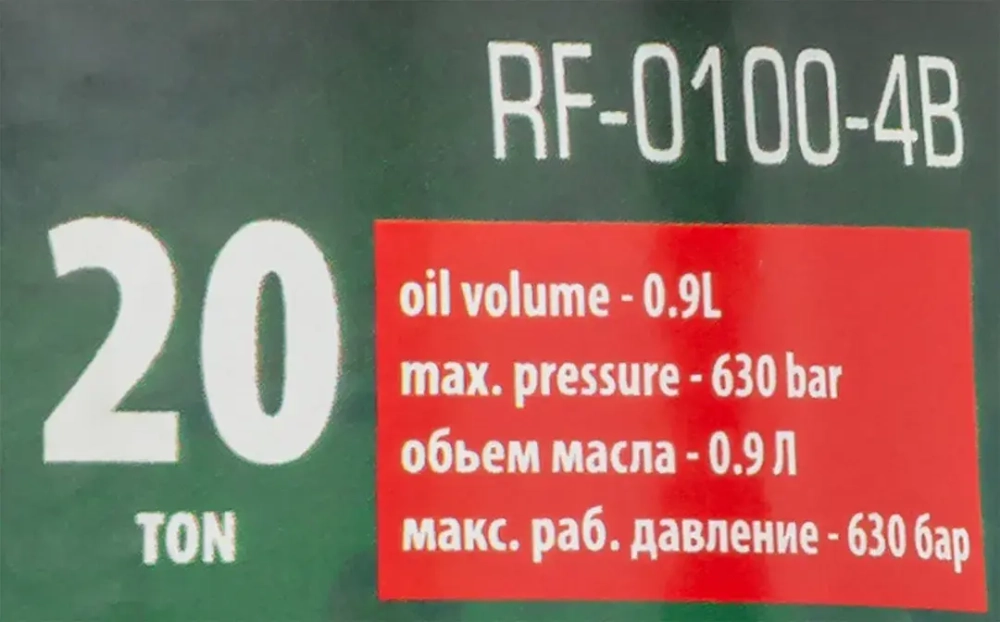 RF-0100-4B
20
TON
oil volume - 0.9L
max. pressure - 630 bar
обьем масла - 0.9 Л
макс. раб. давление - 630 бар